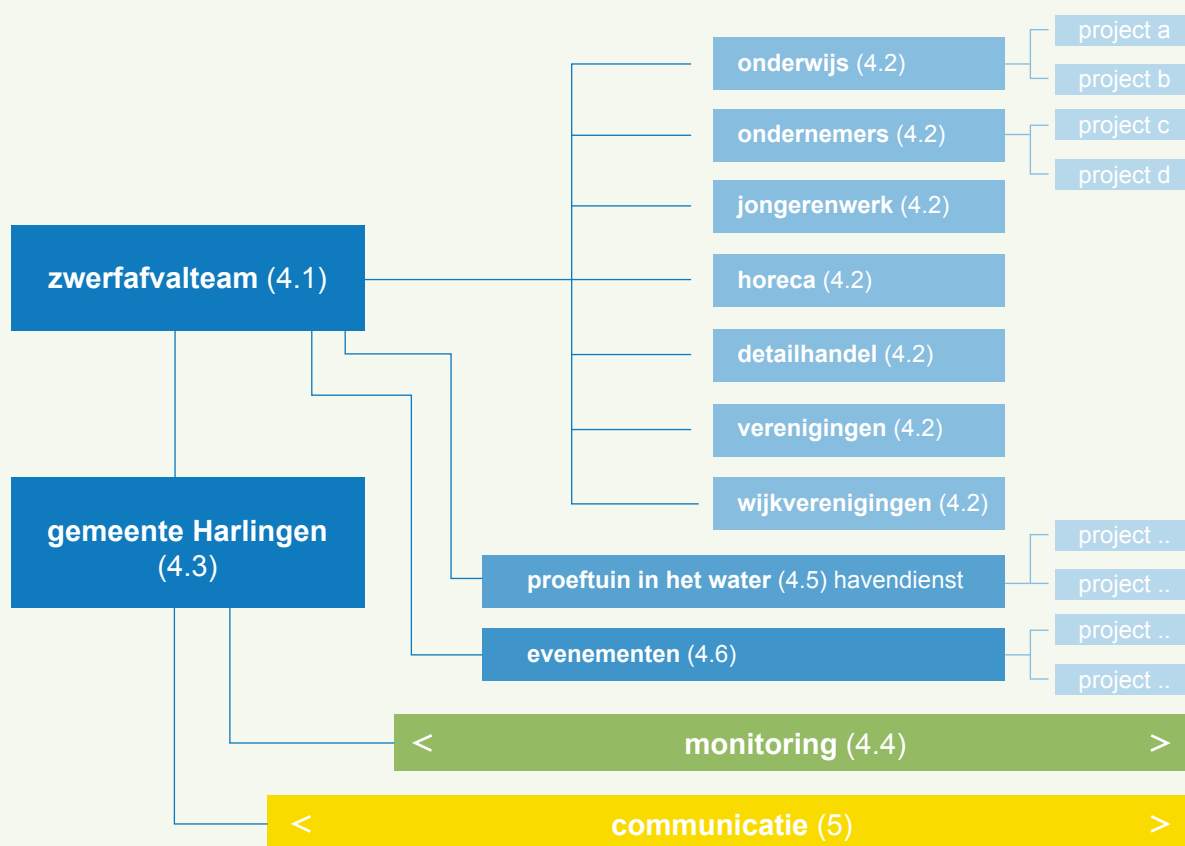 project a
onderwijs (4.2)
project b
project c
ondernemers (4.2)
project d
jongerenwerk (4.2)
zwerfafvalteam (4.1)
horeca (4.2)
detailhandel (4.2)
verenigingen (4.2)
wijkverenigingen (4.2)
gemeente Harlingen
(4.3)
project ..
proeftuin in het water (4.5) havendienst
project ..
project ..
evenementen (4.6)
project ..
< monitoring (4.4) >
< communicatie (5) >